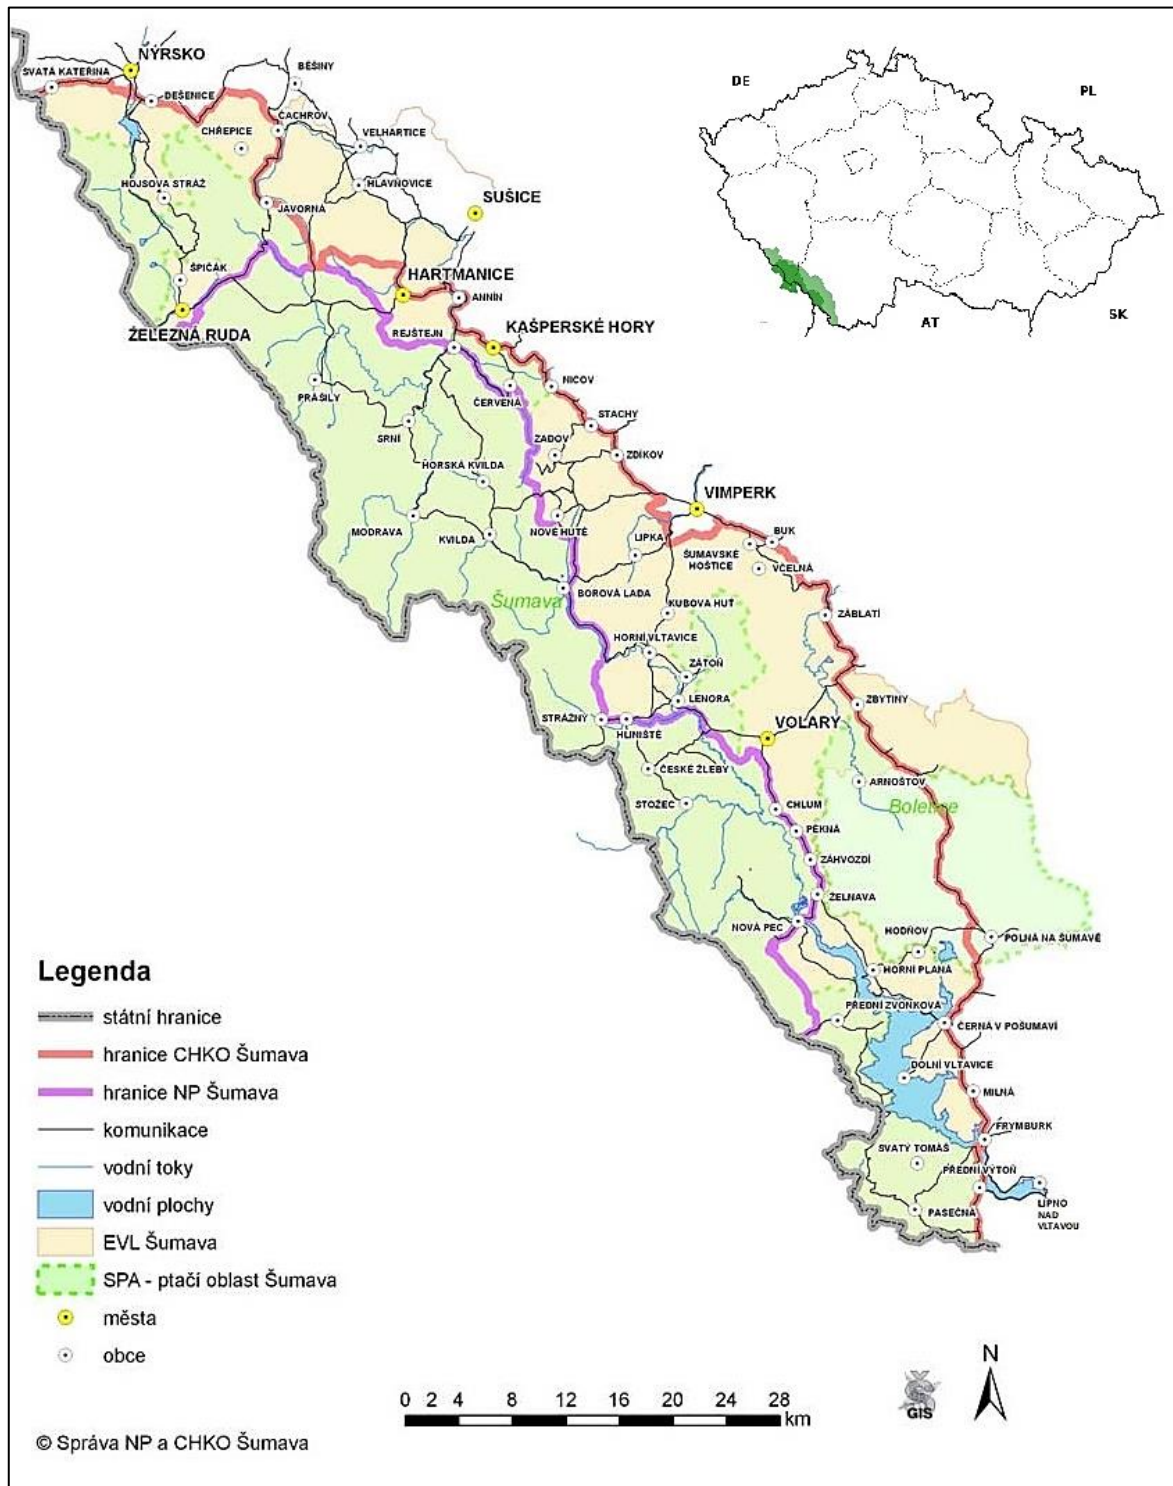 NÝRSKO
SVATÁ KATEŘINA
DEŠENICE
BĚŠINY
ČACHROV
CHŘEPICE
VELHARTICE
HLAVŇOVICE
HOJSOVA STRÁŽ
JAVORNÁ
SUŠICE
ŠPIČÁK
HARTMANICE
ANNÍN
ŽELEZNÁ RUDA
REJŠTEJN
KAŠPERSKÉ HORY
PRÁŠILY
ČERVENÁ
NICOV
SRNÍ
STACHY
ZADOV
ZDÍKOV
HORSKÁ KVILDA
VIMPERK
MODRAVA
KVILDA
NOVÉ HUTĚ
LIPKA
BUK
ŠUMAVSKÉ
HOŠTICE
VČELNÁ
Šumava
BOROVÁ LADA
KUBOVA HUŤ
ZÁBLATÍ
HORNÍ VLTAVICE
ZÁTOŇ
LENORA
ZBYTINY
STRÁŽNÝ
HLINIŠTĚ
VOLARY
ČESKÉ ŽLEBY
ARNOŠTOV
STOŽEC
CHLUM
Boletice
PĚKNÁ
ZÁHVOZDÍ
ŽELNAVA
NOVÁ PEC
HODŇOV
POLNÁ NA ŠUMAVĚ
HORNÍ PLANÁ
PŘEDNÍ ZVONKOVÁ
ČERNÁ V POŠUMAVÍ
DOLNÍ VLTAVICE
MILNÁ
FRYMBURK
SVATÝ TOMÁŠ
PŘEDNÍ VÝTOŇ
PASEČNÁ
LIPNO
NAD
VLTAVOU
DE
PL
AT
SK
Legenda
státní hranice
hranice CHKO Šumava
hranice NP Šumava
komunikace
vodní toky
vodní plochy
EVL Šumava
SPA - ptačí oblast Šumava
města
obce
0 2 4 8 12 16 20 24 28
km
GIS
N
© Správa NP a CHKO Šumava